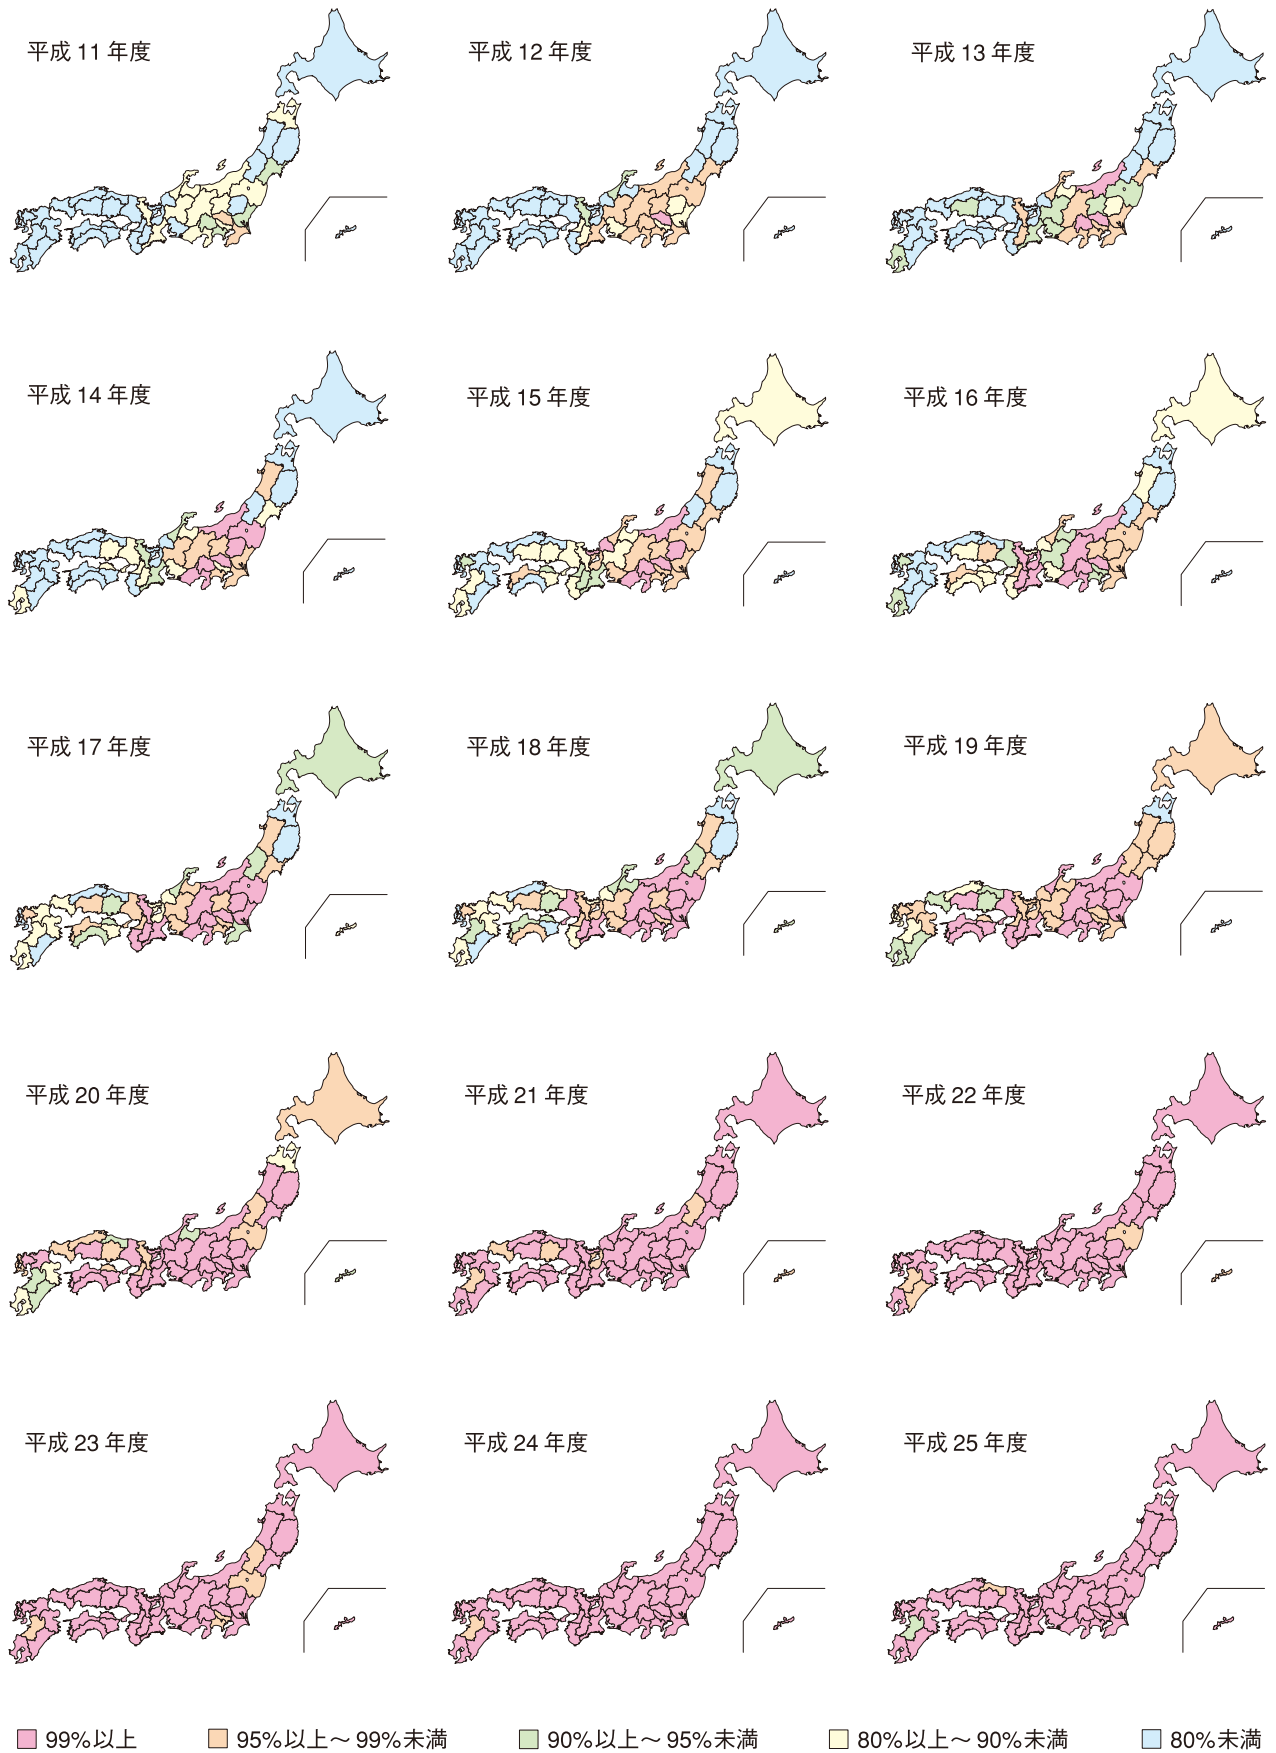 平成 11 年度
平成 12 年度
平成 13 年度
平成 14 年度
平成 15 年度
平成 16 年度
平成 17 年度
平成 18 年度
平成 19 年度
平成 20 年度
平成 21 年度
平成 22 年度
平成 23 年度
平成 24 年度
平成 25 年度
99%以上 95%以上～99%未満 90%以上～95%未満 80%以上～90%未満 80%未満